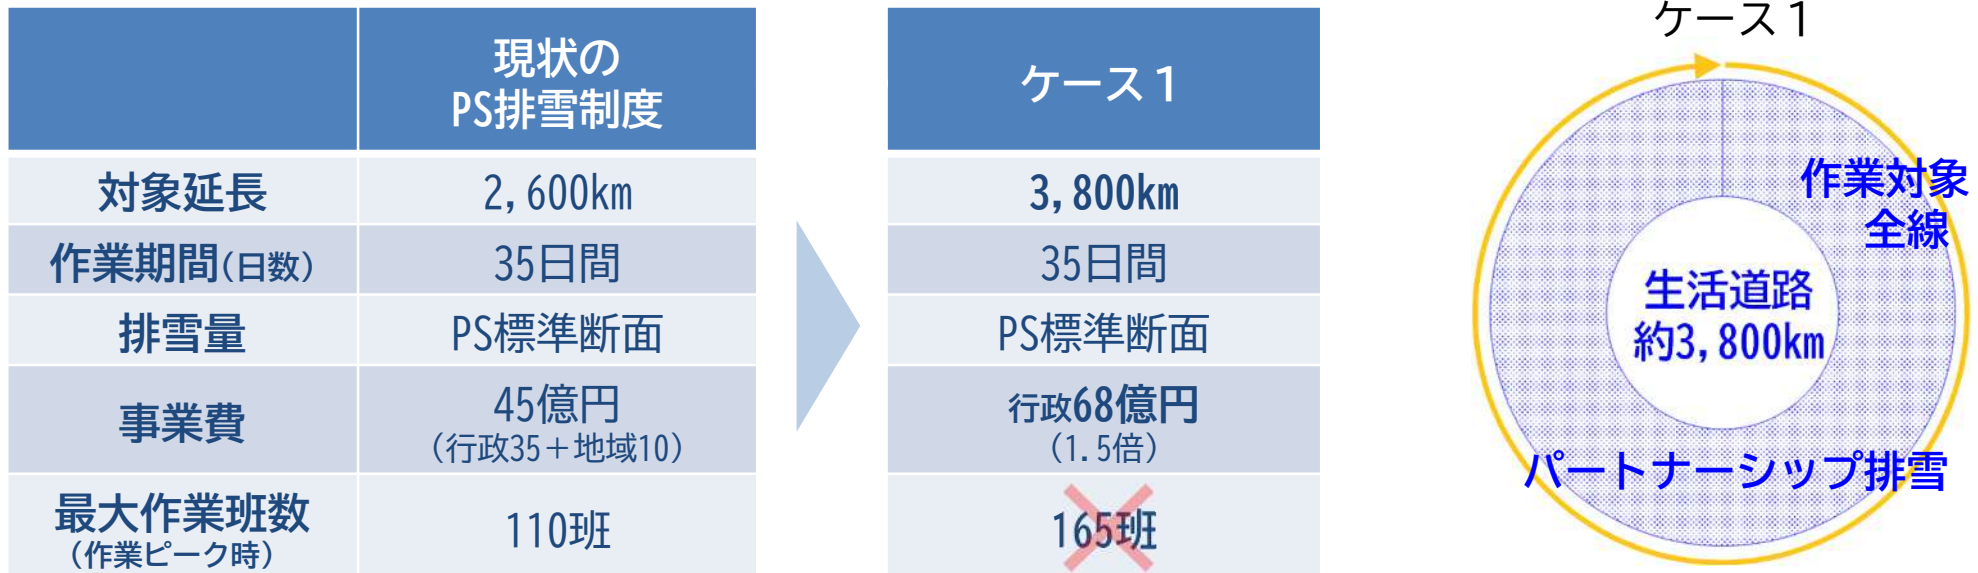 現状の
PS排雪制度
ケース1
対象延長
2,600km
3,800km
作業期間(日数)
35日間
35日間
排雪量
PS標準断面
PS標準断面
事業費
45億円
(行政35＋地域10)
行政68億円
(1.5倍)
最大作業班数
(作業ピーク時)
110班
165班
ケース1
作業対象
全線
生活道路
約3,800km
パートナーシップ排雪